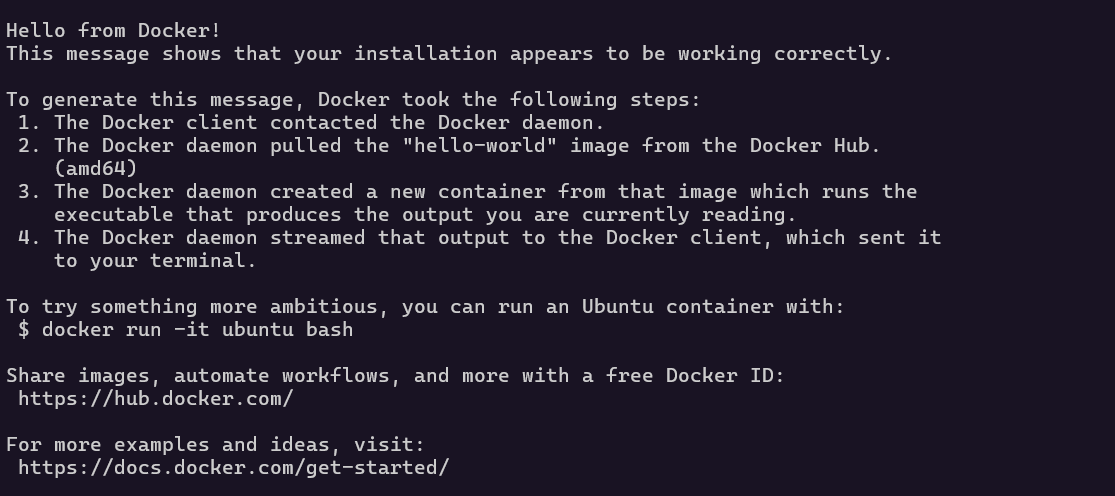 Hello from Docker!
This message shows that your installation appears to be working correctly.

To generate this message, Docker took the following steps:
 1. The Docker client contacted the Docker daemon.
 2. The Docker daemon pulled the "hello-world" image from the Docker Hub.
    (amd64)
 3. The Docker daemon created a new container from that image which runs the
    executable that produces the output you are currently reading.
 4. The Docker daemon streamed that output to the Docker client, which sent it
    to your terminal.

To try something more ambitious, you can run an Ubuntu container with:
 $ docker run -it ubuntu bash

Share images, automate workflows, and more with a free Docker ID:
 https://hub.docker.com/

For more examples and ideas, visit:
 https://docs.docker.com/get-started/